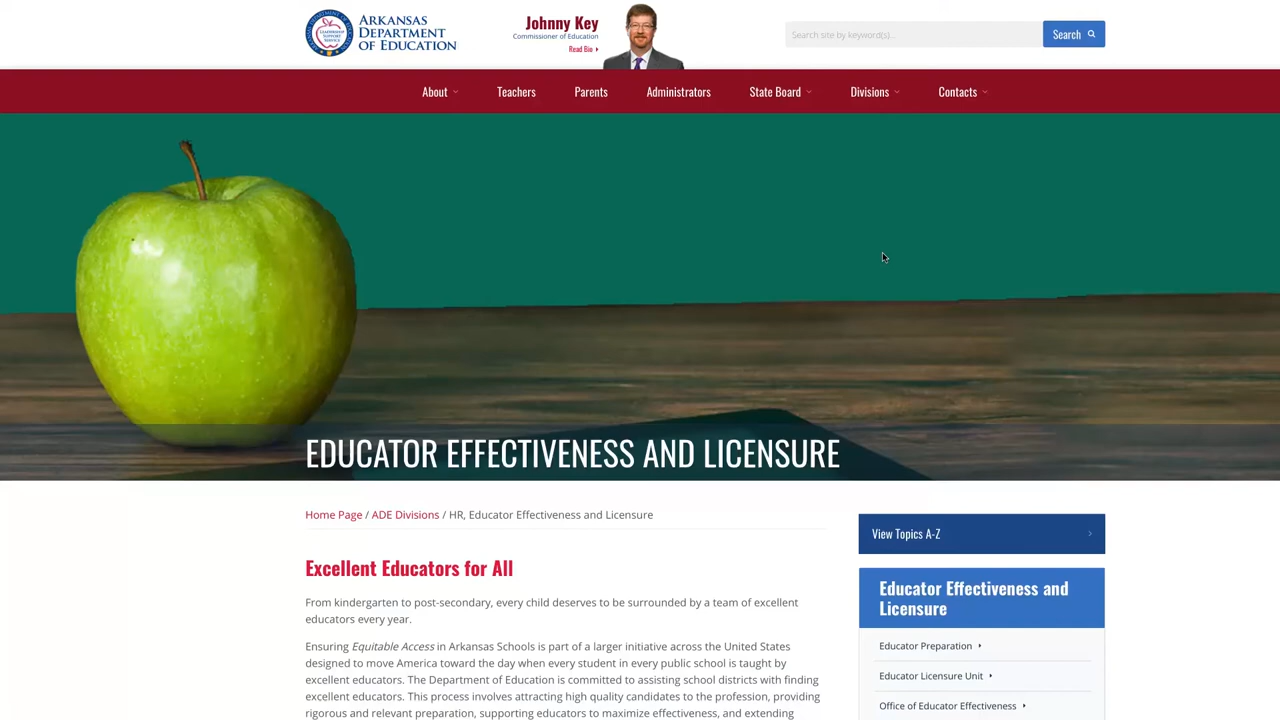 ARKANSAS
DEPARTMENT
OF EDUCATION
Johnny Key
Commissioner of Education
Read Bio
Search site by keyword(s)...
Search
About
Teachers
Parents
Administrators
State Board
Divisions
Contacts
EDUCATOR EFFECTIVENESS AND LICENSURE
Home Page / ADE Divisions / HR, Educator Effectiveness and Licensure
Excellent Educators for All
From kindergarten to post-secondary, every child deserves to be surrounded by a team of excellent
educators every year.
Ensuring Equitable Access in Arkansas Schools is part of a larger initiative across the United States
designed to move America toward the day when every student in every public school is taught by
excellent educators. The Department of Education is committed to assisting school districts with finding
excellent educators. This process involves attracting high quality candidates to the profession, providing
rigorous and relevant preparation, supporting educators to maximize effectiveness, and extending
View Topics A-Z
Educator Effectiveness and
Licensure
Educator Preparation
Educator Licensure Unit
Office of Educator Effectiveness